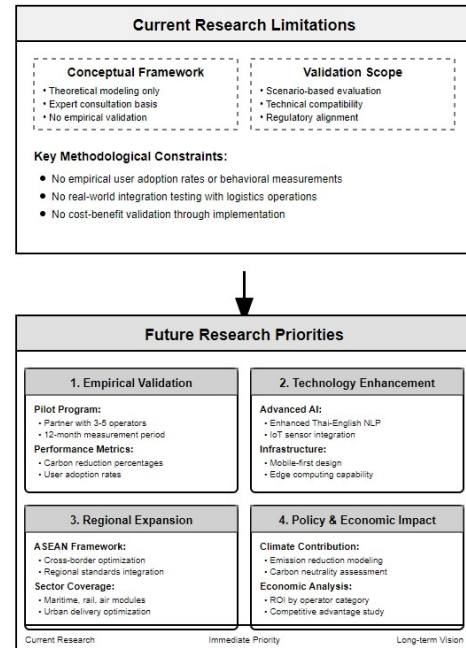 Current Research Limitations
Conceptual Framework
• Theoretical modeling only
• Expert consultation basis
• No empirical validation
Validation Scope
• Scenario-based evaluation
• Technical compatibility
• Regulatory alignment
Key Methodological Constraints:
• No empirical user adoption rates or behavioral measurements
• No real-world integration testing with logistics operations
• No cost-benefit validation through implementation
Future Research Priorities
1. Empirical Validation
Pilot Program:
• Partner with 3-5 operators
• 12-month measurement period
Performance Metrics:
• Carbon reduction percentages
• User adoption rates
2. Technology Enhancement
Advanced AI:
• Enhanced Thai-English NLP
• IoT sensor integration
Infrastructure:
• Mobile-first design
• Edge computing capability
3. Regional Expansion
ASEAN Framework:
• Cross-border optimization
• Regional standards integration
Sector Coverage:
• Maritime, rail, air modules
• Urban delivery optimization
4. Policy & Economic Impact
Climate Contribution:
• Emission reduction modeling
• Carbon neutrality assessment
Economic Analysis:
• ROI by operator category
• Competitive advantage study
Current Research
Immediate Priority
Long-term Vision